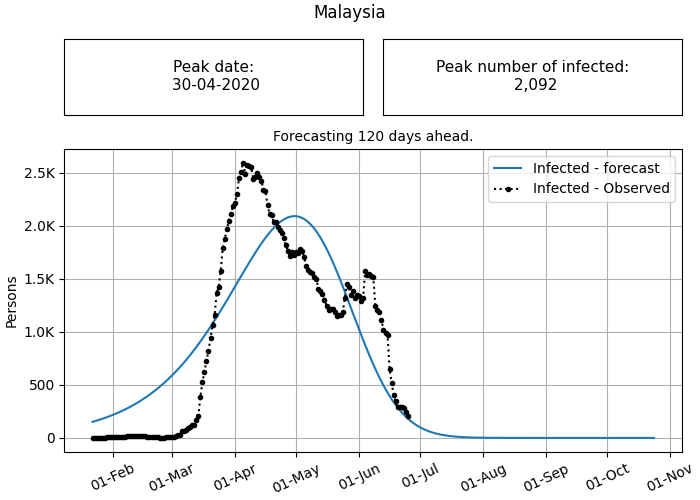 Malaysia
Peak date:
30-04-2020
Peak number of infected:
2,092
Forecasting 120 days ahead.
Infected - forecast
Infected - Observed
2.5K
2.0K
1.5K
1.0K
500
0
Persons
01-Feb
01-Mar
01-Apr
01-May
01-Jun
01-Jul
01-Aug
01-Sep
01-Oct
01-Nov